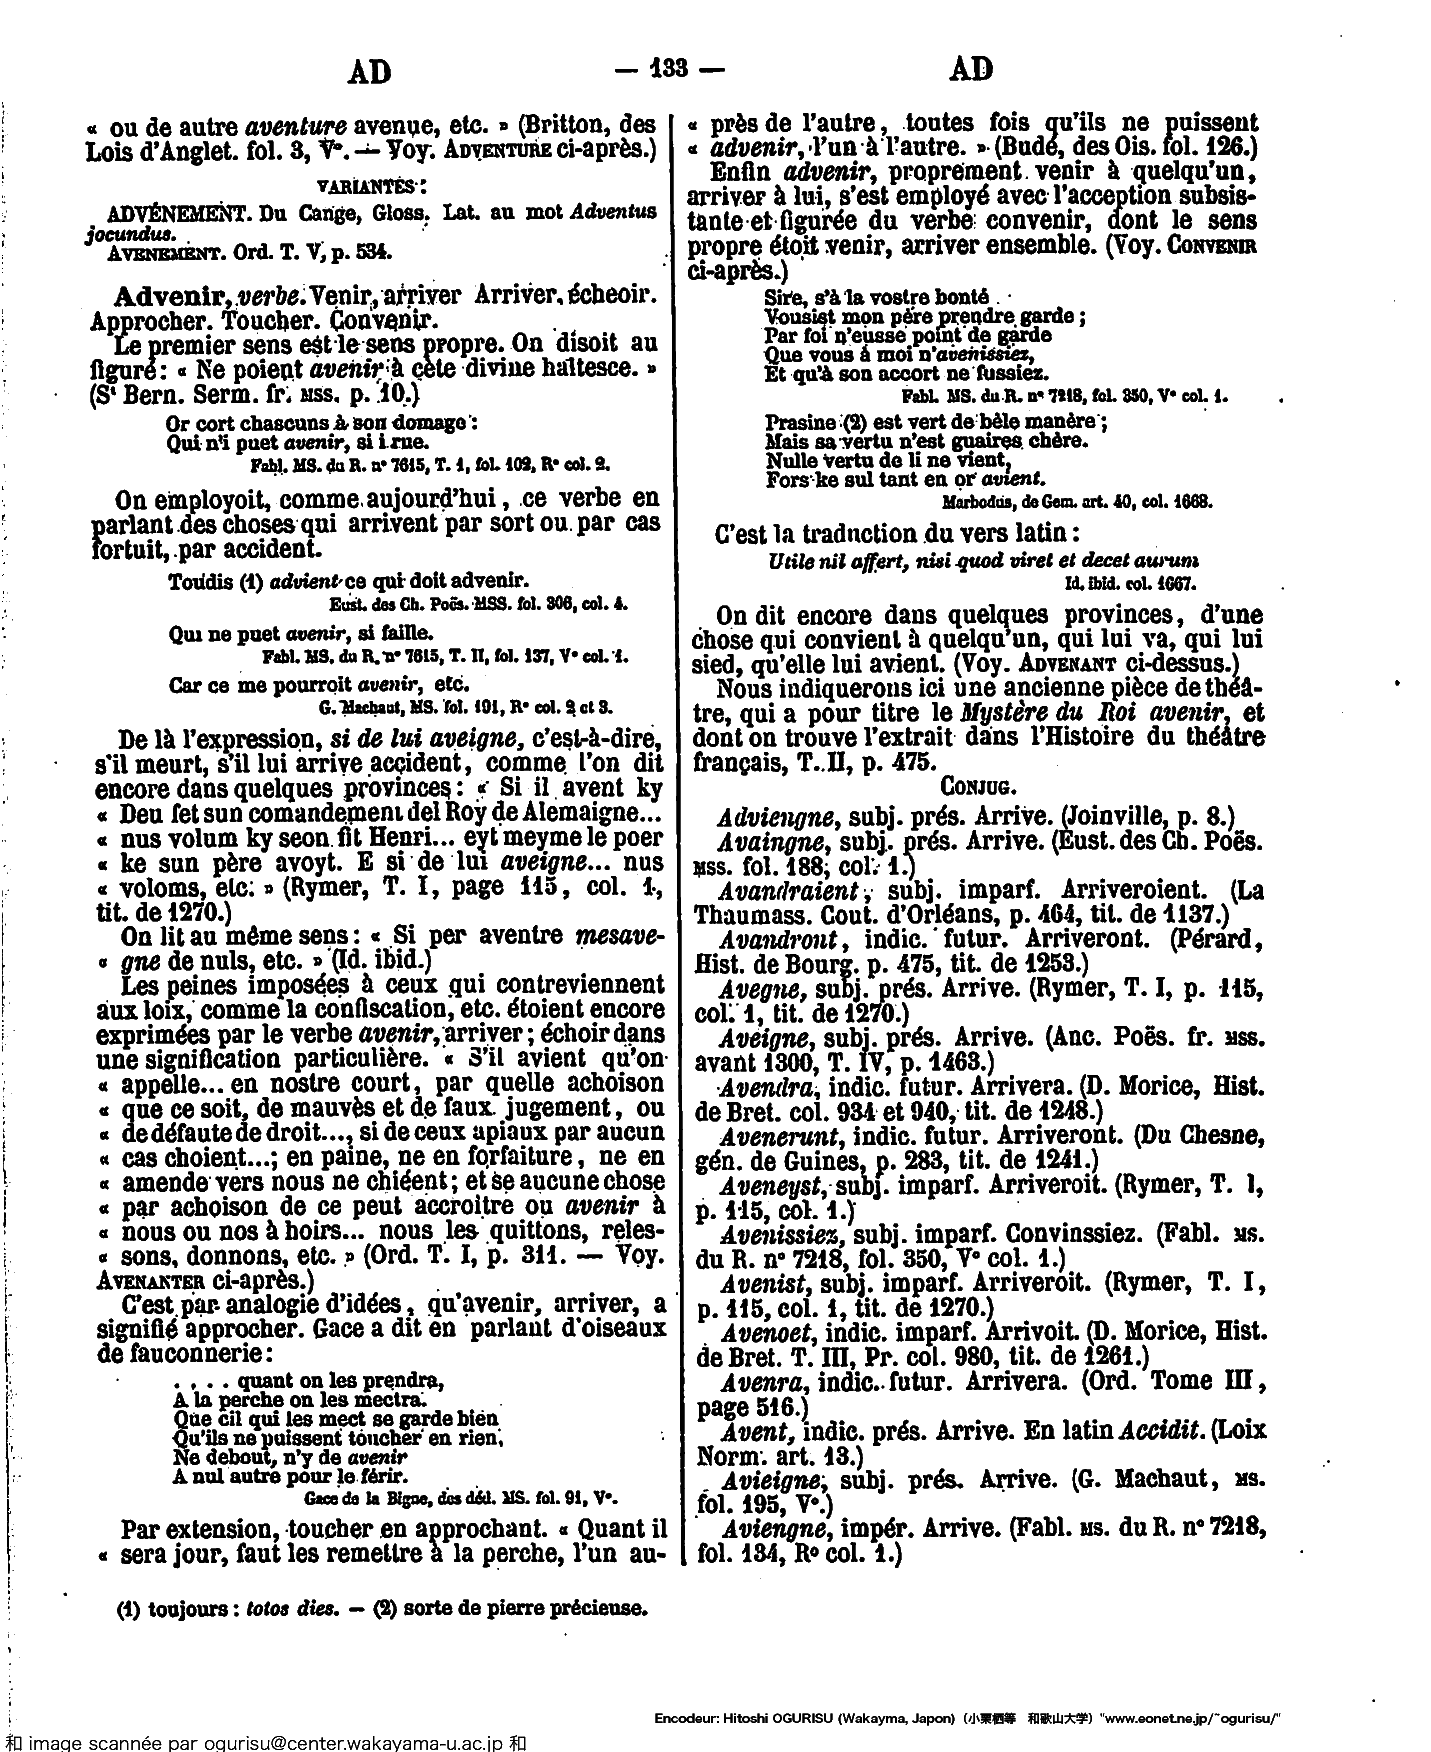 AD
— 133 —
AD
« ou de autre aventure avenue, etc. » (Britton, des
Lois d'Anglet. fol. 3, V°. — Voy. ADVENTURE ci-après.)
VARIANTES :
ADVÉNEMENT. Du Cange, Gloss. Lat. au mot Adventus
jocundus.
AVENEMENT. Ord. T. V, p. 534.
Advenir, verbe. Venir, arriver Arriver, écheoir.
Approcher. Toucher. Convenir.
Le premier sens est le sens propre. On disoit au
figuré : « Ne poient avenir à cete divine haltesce. »
(St Bern. Serm. fr. MSS. p. 10.)
Or cort chascuns à son domage :
Qui n'i puet avenir, si i rue.
Fabl. MS. du R. n° 7615, T. 1, fol. 102, R° col. 2.
On employoit, comme aujourd'hui, ce verbe en
parlant des choses qui arrivent par sort ou par cas
fortuit, par accident.
Toudis (1) advient ce qui doit advenir.
Eust. des Ch. Poës. MSS. fol. 306, col. 4.
Qui ne puet avenir, si faille.
Fabl. MS. du R. n° 7615, T. II, fol. 137, V° col. 1.
Car ce me pourroit avenir, etc.
G. Machaut, MS. fol. 191, R° col. 2 et 3.
De là l'expression, si de lui aveigne, c'est-à-dire,
s'il meurt, s'il lui arrive accident, comme l'on dit
encore dans quelques provinces : « Si il avent ky
« Deu fet sun comandement del Roy de Alemaigne...
« nus volum ky seon fit Henri... eyt meyme le poer
« ke sun père avoyt. E si de lui aveigne... nus
« voloms, etc. » (Rymer, T. I, page 115, col. 1,
tit. de 1270.)
On lit au même sens : « Si per aventre mesave-
« gne de nuls, etc. » (Id. ibid.)
Les peines imposées à ceux qui contreviennent
aux loix, comme la confiscation, etc. étoient encore
exprimées par le verbe avenir, arriver ; échoir dans
une signification particulière. « S'il avient qu'on
« appelle... en nostre court, par quelle achoison
« que ce soit, de mauvès et de faux jugement, ou
« de défaute de droit..., si de ceux apiaux par aucun
« cas choient...; en paine, ne en forfaiture, ne en
« amende vers nous ne chiéent ; et se aucune chose
« par achoison de ce peut accroitre ou avenir à
« nous ou nos à hoirs... nous les quittons, reles-
« sons, donnons, etc. » (Ord. T. I, p. 311. — Voy.
AVENANTER ci-après.)
C'est par analogie d'idées, qu'avenir, arriver, a
signifié approcher. Gace a dit en parlant d'oiseaux
de fauconnerie :
. . . . quant on les prendra,
A la perche on les mectra.
Que cil qui les mect se garde bien
Qu'ils ne puissent toucher en rien,
Ne debout, n'y de avenir
A nul autre pour le férir.
Gace de la Bigne, des déd. MS. fol. 91, V°.
Par extension, toucher en approchant. « Quant il
« sera jour, faut les remettre à la perche, l'un au-
« près de l'autre, toutes fois qu'ils ne puissent
« advenir, l'un à l'autre. » (Budé, des Ois. fol. 126.)
Enfin advenir, proprement venir à quelqu'un,
arriver à lui, s'est employé avec l'acception subsis-
tante et figurée du verbe convenir, dont le sens
propre étoit venir, arriver ensemble. (Voy. CONVENIR
ci-après.)
Sire, s'à la vostre bonté
Vousist mon père prendre garde ;
Par foi n'eusse point de garde
Que vous à moi n'avenissiez,
Et qu'à son accort ne fussiez.
Fabl. MS. du R. n° 7218, fol. 350, V° col. 1.
Prasine (2) est vert de bèle manère ;
Mais sa vertu n'est guaires chère.
Nulle vertu de li ne vient,
Fors ke sul tant en or avient.
Marbodus, de Gem. art. 40, col. 1668.
C'est la traduction du vers latin :
Utile nil affert, nisi quod viret et decet aurum
Id. ibid. col. 1667.
On dit encore dans quelques provinces, d'une
chose qui convient à quelqu'un, qui lui va, qui lui
sied, qu'elle lui avient. (Voy. ADVENANT ci-dessus.)
Nous indiquerons ici une ancienne pièce de théâ-
tre, qui a pour titre le Mystère du Roi avenir, et
dont on trouve l'extrait dans l'Histoire du théâtre
français, T. II, p. 475.
CONJUG.
Adviengne, subj. prés. Arrive. (Joinville, p. 8.)
Avaingne, subj. prés. Arrive. (Eust. des Ch. Poës.
MSS. fol. 188, col. 1.)
Avandraient, subj. imparf. Arriveroient. (La
Thaumass. Cout. d'Orléans, p. 464, tit. de 1137.)
Avandront, indic. futur. Arriveront. (Pérard,
Hist. de Bourg. p. 475, tit. de 1253.)
Avegne, subj. prés. Arrive. (Rymer, T. I, p. 115,
col. 1, tit. de 1270.)
Aveigne, subj. prés. Arrive. (Anc. Poës. fr. MSS.
avant 1300, T. IV, p. 1463.)
Avendra, indic. futur. Arrivera. (D. Morice, Hist.
de Bret. col. 934 et 940, tit. de 1248.)
Avenerunt, indic. futur. Arriveront. (Du Chesne,
gén. de Guines, p. 283, tit. de 1241.)
Aveneyst, subj. imparf. Arriveroit. (Rymer, T. I,
p. 115, col. 1.)
Avenissiez, subj. imparf. Convinssiez. (Fabl. MS.
du R. n° 7218, fol. 350, V° col. 1.)
Avenist, subj. imparf. Arriveroit. (Rymer, T. I,
p. 115, col. 1, tit. de 1270.)
Avenoet, indic. imparf. Arrivoit. (D. Morice, Hist.
de Bret. T. III, Pr. col. 980, tit. de 1261.)
Avenra, indic. futur. Arrivera. (Ord. Tome III,
page 516.)
Avent, indic. prés. Arrive. En latin Accidit. (Loix
Norm. art. 13.)
Avieigne, subj. prés. Arrive. (G. Machaut, MS.
fol. 195, V°.)
Aviengne, impér. Arrive. (Fabl. MS. du R. n° 7218,
fol. 134, R° col. 1.)
(1) toujours : totos dies. — (2) sorte de pierre précieuse.
Encodeur: Hitoshi OGURISU (Wakayma, Japon) (小栗栖等 和歌山大学) "www.eonet.ne.jp/~ogurisu/"
和 image scannée par ogurisu@center.wakayama-u.ac.jp 和